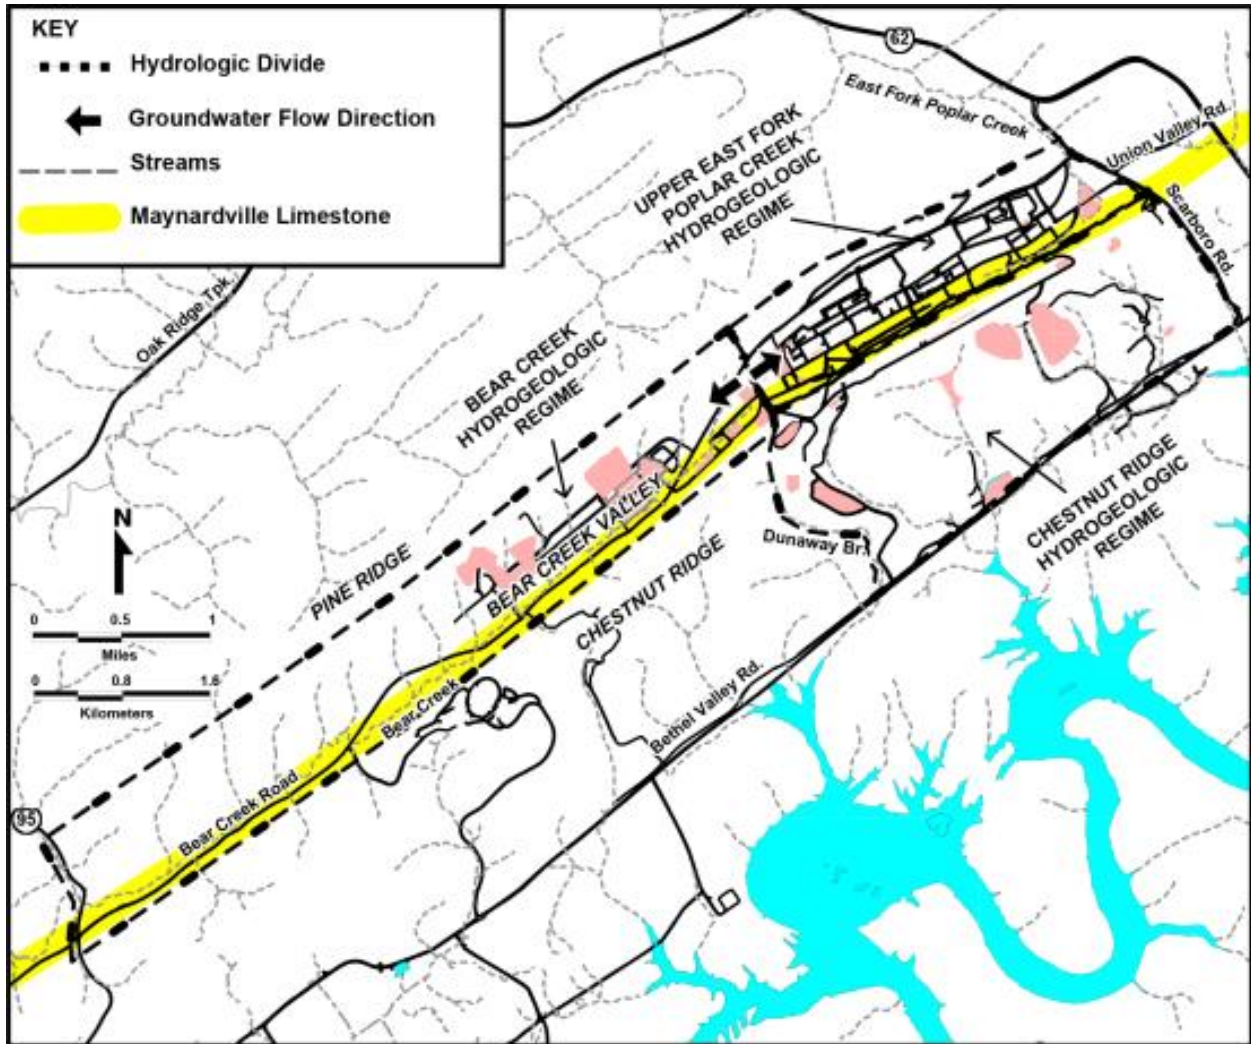 KEY
Hydrologic Divide
Groundwater Flow Direction
Streams
Maynardville Limestone
62
East Fork Poplar Creek
Union Valley Rd.
Scarboro Rd.
UPPER EAST FORK
POPLAR CREEK
HYDROGEOLOGIC
REGIME
Oak Ridge Tpk.
BEAR CREEK
HYDROGEOLOGIC
REGIME
BEAR CREEK VALLEY
CHESTNUT RIDGE
HYDROGEOLOGIC
REGIME
Dunaway Br.
PINE RIDGE
CHESTNUT RIDGE
N
0 0.5 1
Miles
0 0.8 1.6
Kilometers
Bear Creek
Bethel Valley Rd.
Bear Creek Road
95